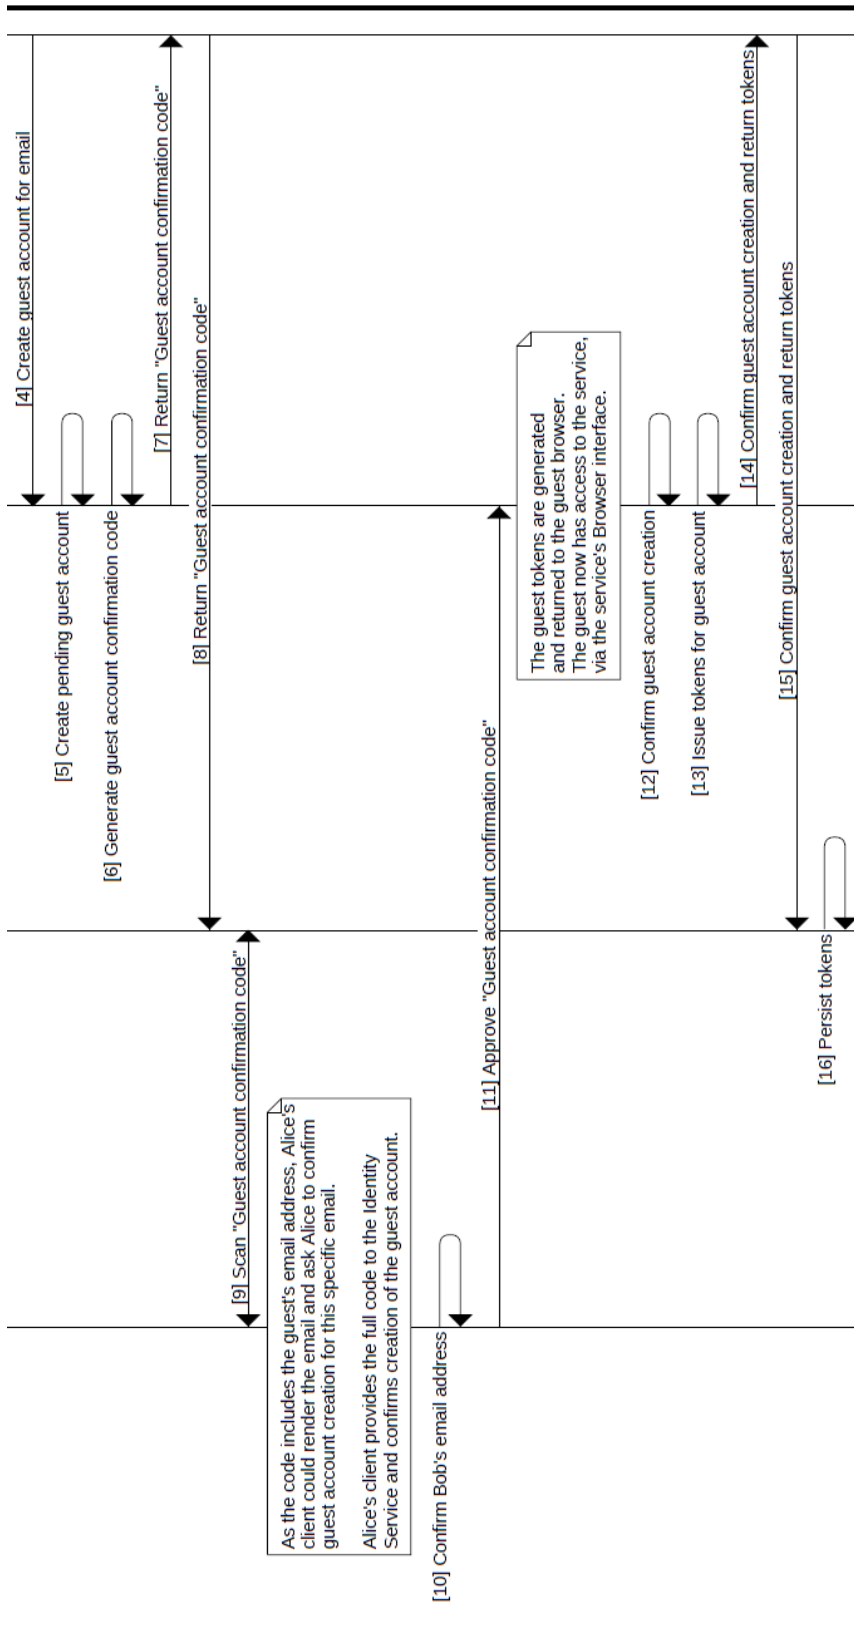 [4] Create guest account for email
[5] Create pending guest account
[6] Generate guest account confirmation code
[7] Return "Guest account confirmation code"
[8] Return "Guest account confirmation code"
[9] Scan "Guest account confirmation code"
As the code includes the guest's email address, Alice's
client could render the email and ask Alice to confirm
guest account creation for this specific email.
Alice's client provides the full code to the Identity
Service and confirms creation of the guest account.
[10] Confirm Bob's email address
[11] Approve "Guest account confirmation code"
The guest tokens are generated
and returned to the guest browser.
The guest now has access to the service,
via the service's Browser interface.
[12] Confirm guest account creation
[13] Issue tokens for guest account
[14] Confirm guest account creation and return tokens
[15] Confirm guest account creation and return tokens
[16] Persist tokens